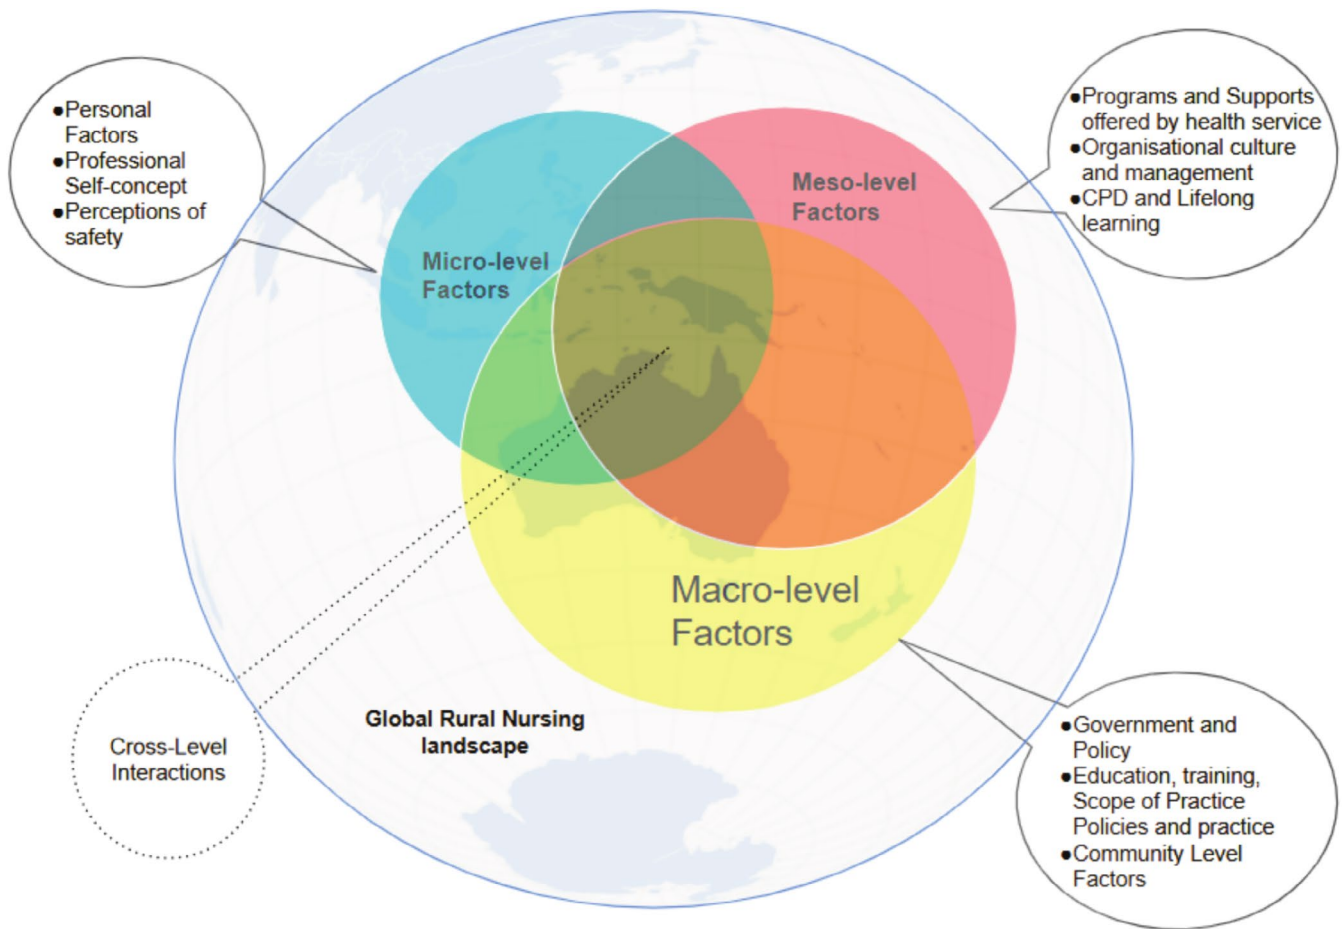 ●Personal
Factors
●Professional
Self-concept
●Perceptions of
safety
●Programs and Supports
offered by health service
●Organisational culture
and management
●CPD and Lifelong
learning
Meso-level
Factors
Micro-level
Factors
Macro-level
Factors
Global Rural Nursing
landscape
Cross-Level
Interactions
●Government and
Policy
●Education, training,
Scope of Practice
Policies and practice
●Community Level
Factors